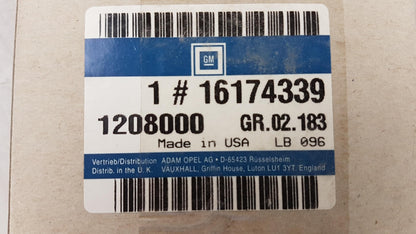 GM
1 # 16174339
1208000 GR.02.183
Made in USA LB 096
Vertrieb/Distribution ADAM OPEL AG • D-65423 Rüsselsheim
Distrib. in the U.K. VAUXHALL, Griffin House, Luton LU1 3YT, England